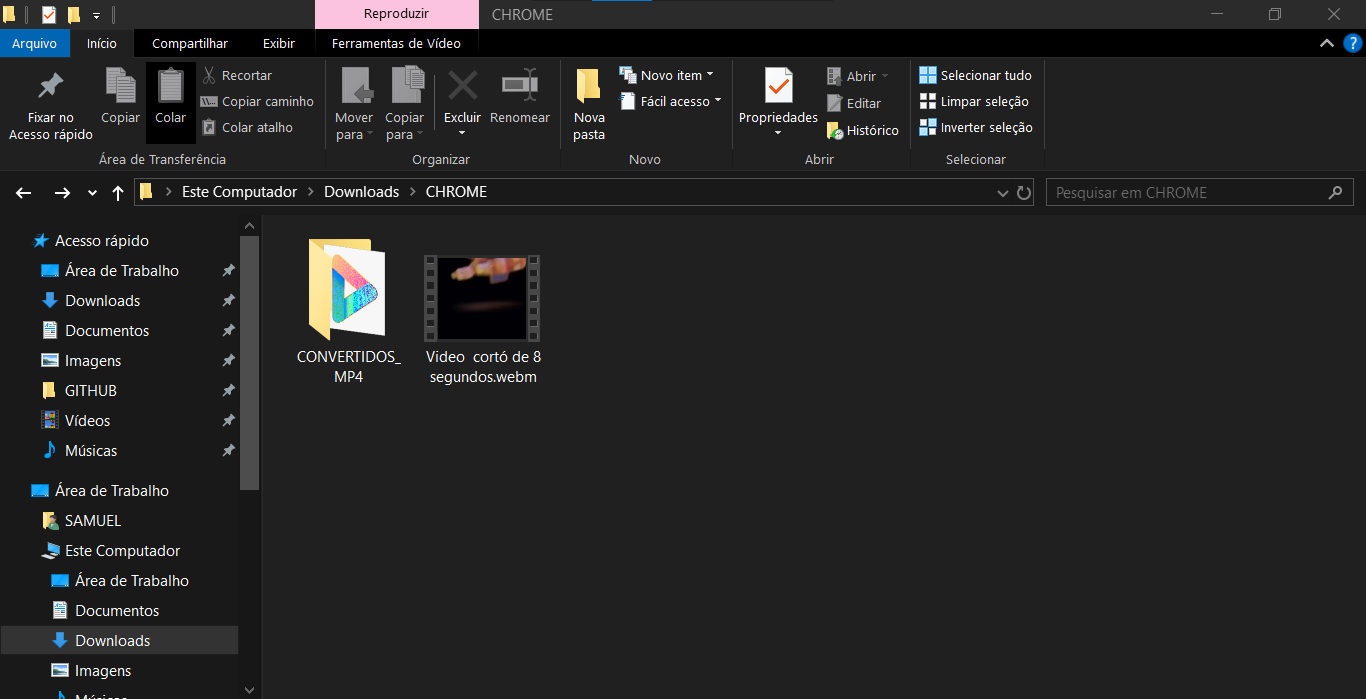 Reproduzir
CHROME
Arquivo
Início
Compartilhar
Exibir
Ferramentas de Vídeo
?
Fixar no
Acesso rápido
Copiar
Colar
Recortar
Copiar caminho
Colar atalho
Área de Transferência
Mover
para
Copiar
para
Excluir
Renomear
Organizar
Nova
pasta
Novo item
Fácil acesso
Novo
Propriedades
Abrir
Editar
Histórico
Abrir
Selecionar tudo
Limpar seleção
Inverter seleção
Selecionar
Este Computador
Downloads
CHROME
Pesquisar em CHROME
Acesso rápido
Área de Trabalho
Downloads
Documentos
Imagens
GITHUB
Vídeos
Músicas
Área de Trabalho
SAMUEL
Este Computador
Área de Trabalho
Documentos
Downloads
Imagens
Músicas
CONVERTIDOS_
MP4
Video  cortó de 8
segundos.webm